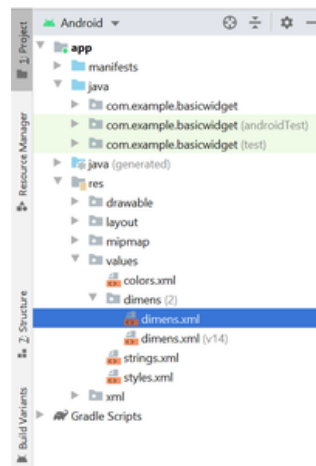 Android
1: Project
Resource Manager
Z: Structure
Build Variants
app
manifests
java
com.example.basicwidget
com.example.basicwidget (androidTest)
com.example.basicwidget (test)
java (generated)
res
drawable
layout
mipmap
values
colors.xml
dimens (2)
dimens.xml
dimens.xml (v14)
strings.xml
styles.xml
xml
Gradle Scripts